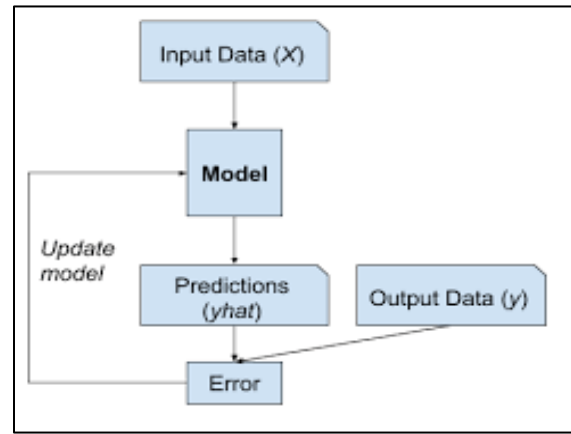 Input Data (X)
Model
Update
model
Predictions
(yhat)
Output Data (y)
Error